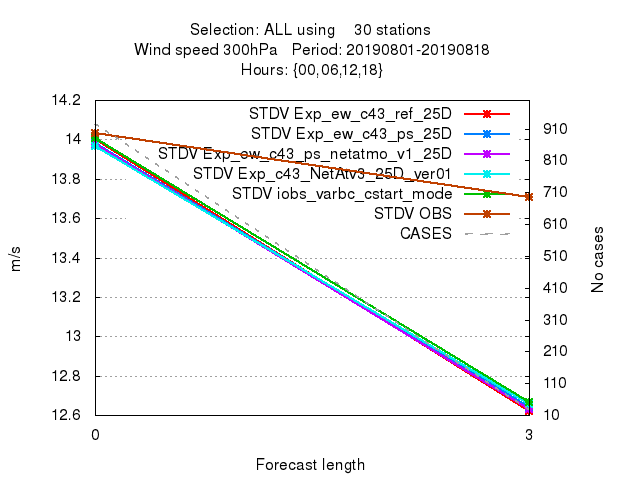 Selection: ALL using    30 stations
Wind speed 300hPa   Period: 20190801-20190818
Hours: {00,06,12,18}
STDV Exp_ew_c43_ref_25D
STDV Exp_ew_c43_ps_25D
STDV Exp_ew_c43_ps_netatmo_v1_25D
STDV Exp_c43_NetAtv3_25D_ver01
STDV iobs_varbc_cstart_mode
STDV OBS
CASES
14.2
14
13.8
13.6
13.4
13.2
13
12.8
12.6
m/s
910
810
710
610
510
410
310
210
110
10
No cases
0
3
Forecast length